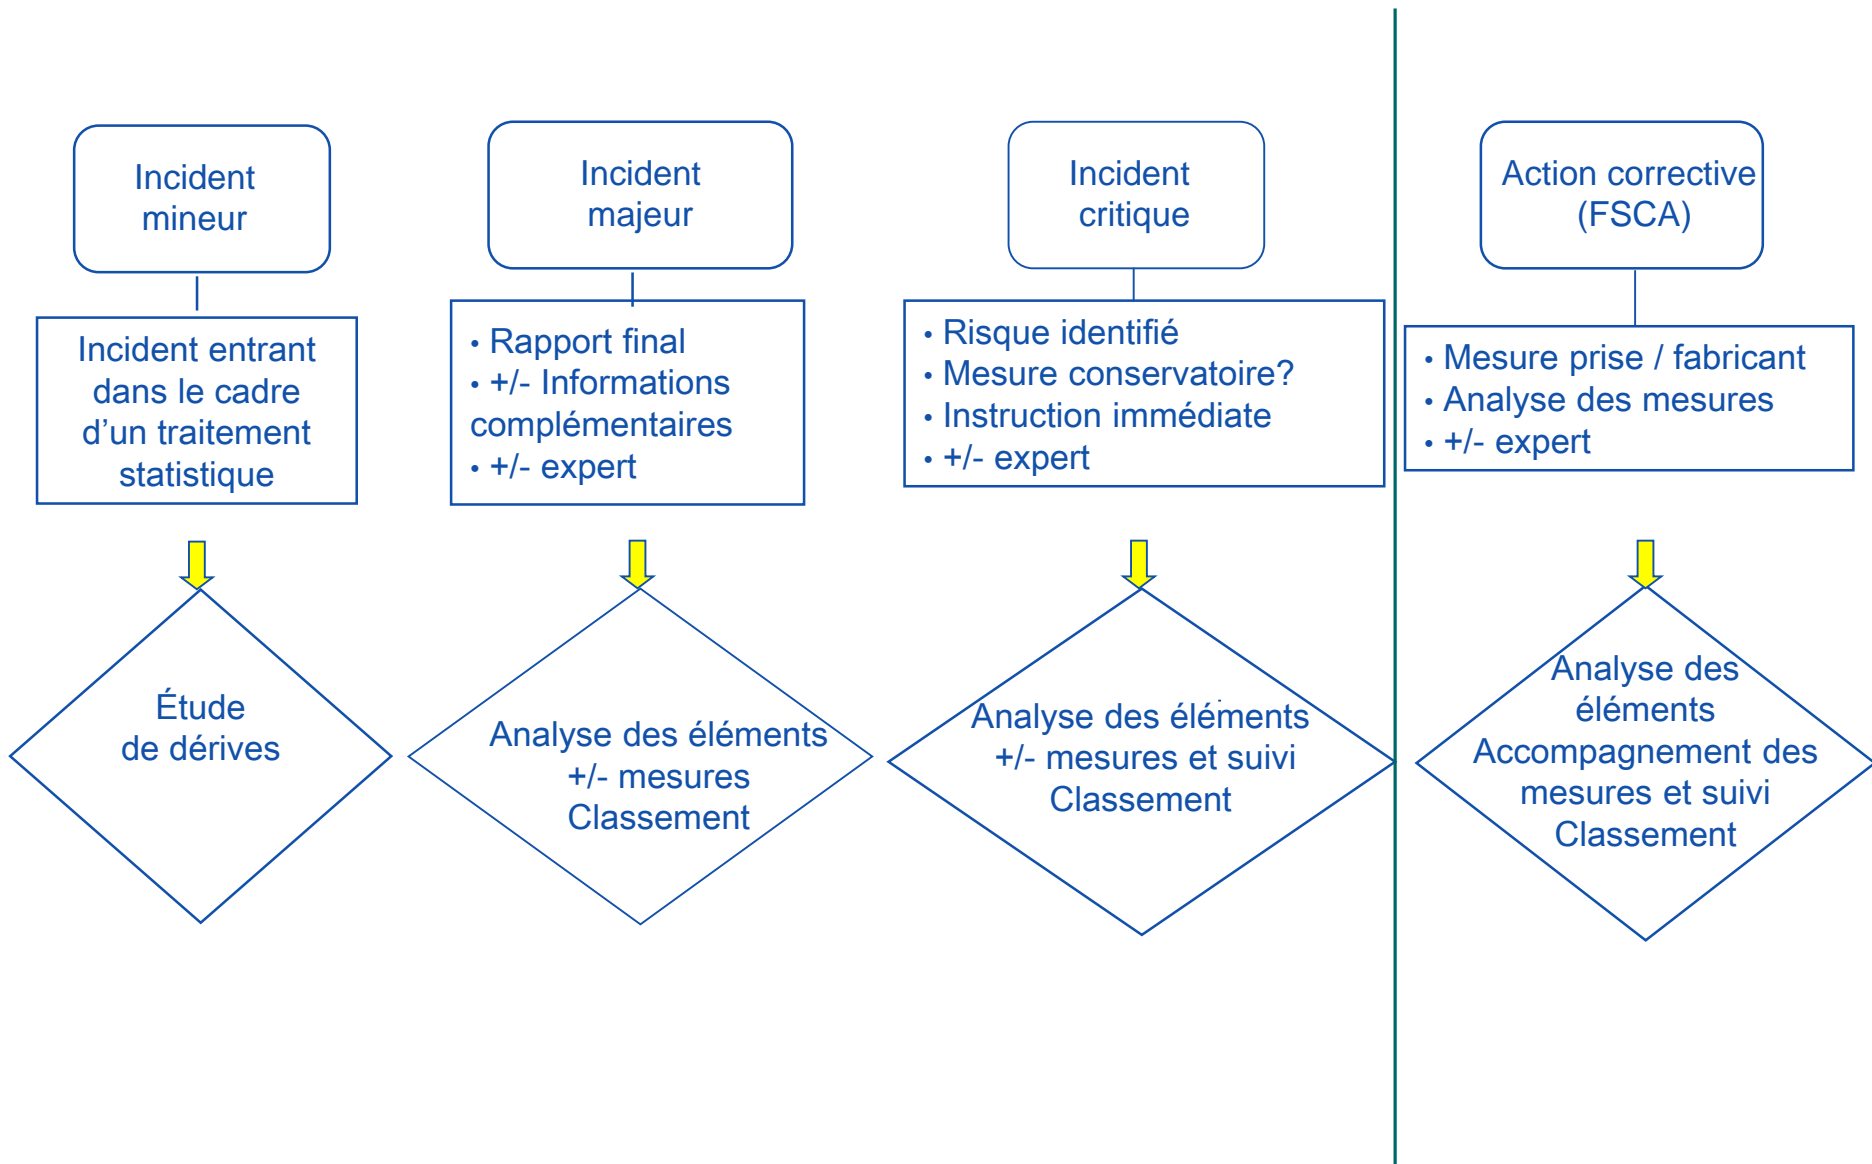 Incident
mineur
Incident entrant
dans le cadre
d'un traitement
statistique
Étude
de dérives
Incident
majeur
• Rapport final
• +/- Informations
complémentaires
• +/- expert
Analyse des éléments
+/- mesures
Classement
Incident
critique
• Risque identifié
• Mesure conservatoire?
• Instruction immédiate
• +/- expert
Analyse des éléments
+/- mesures et suivi
Classement
Action corrective
(FSCA)
• Mesure prise / fabricant
• Analyse des mesures
• +/- expert
Analyse des
éléments
Accompagnement des
mesures et suivi
Classement